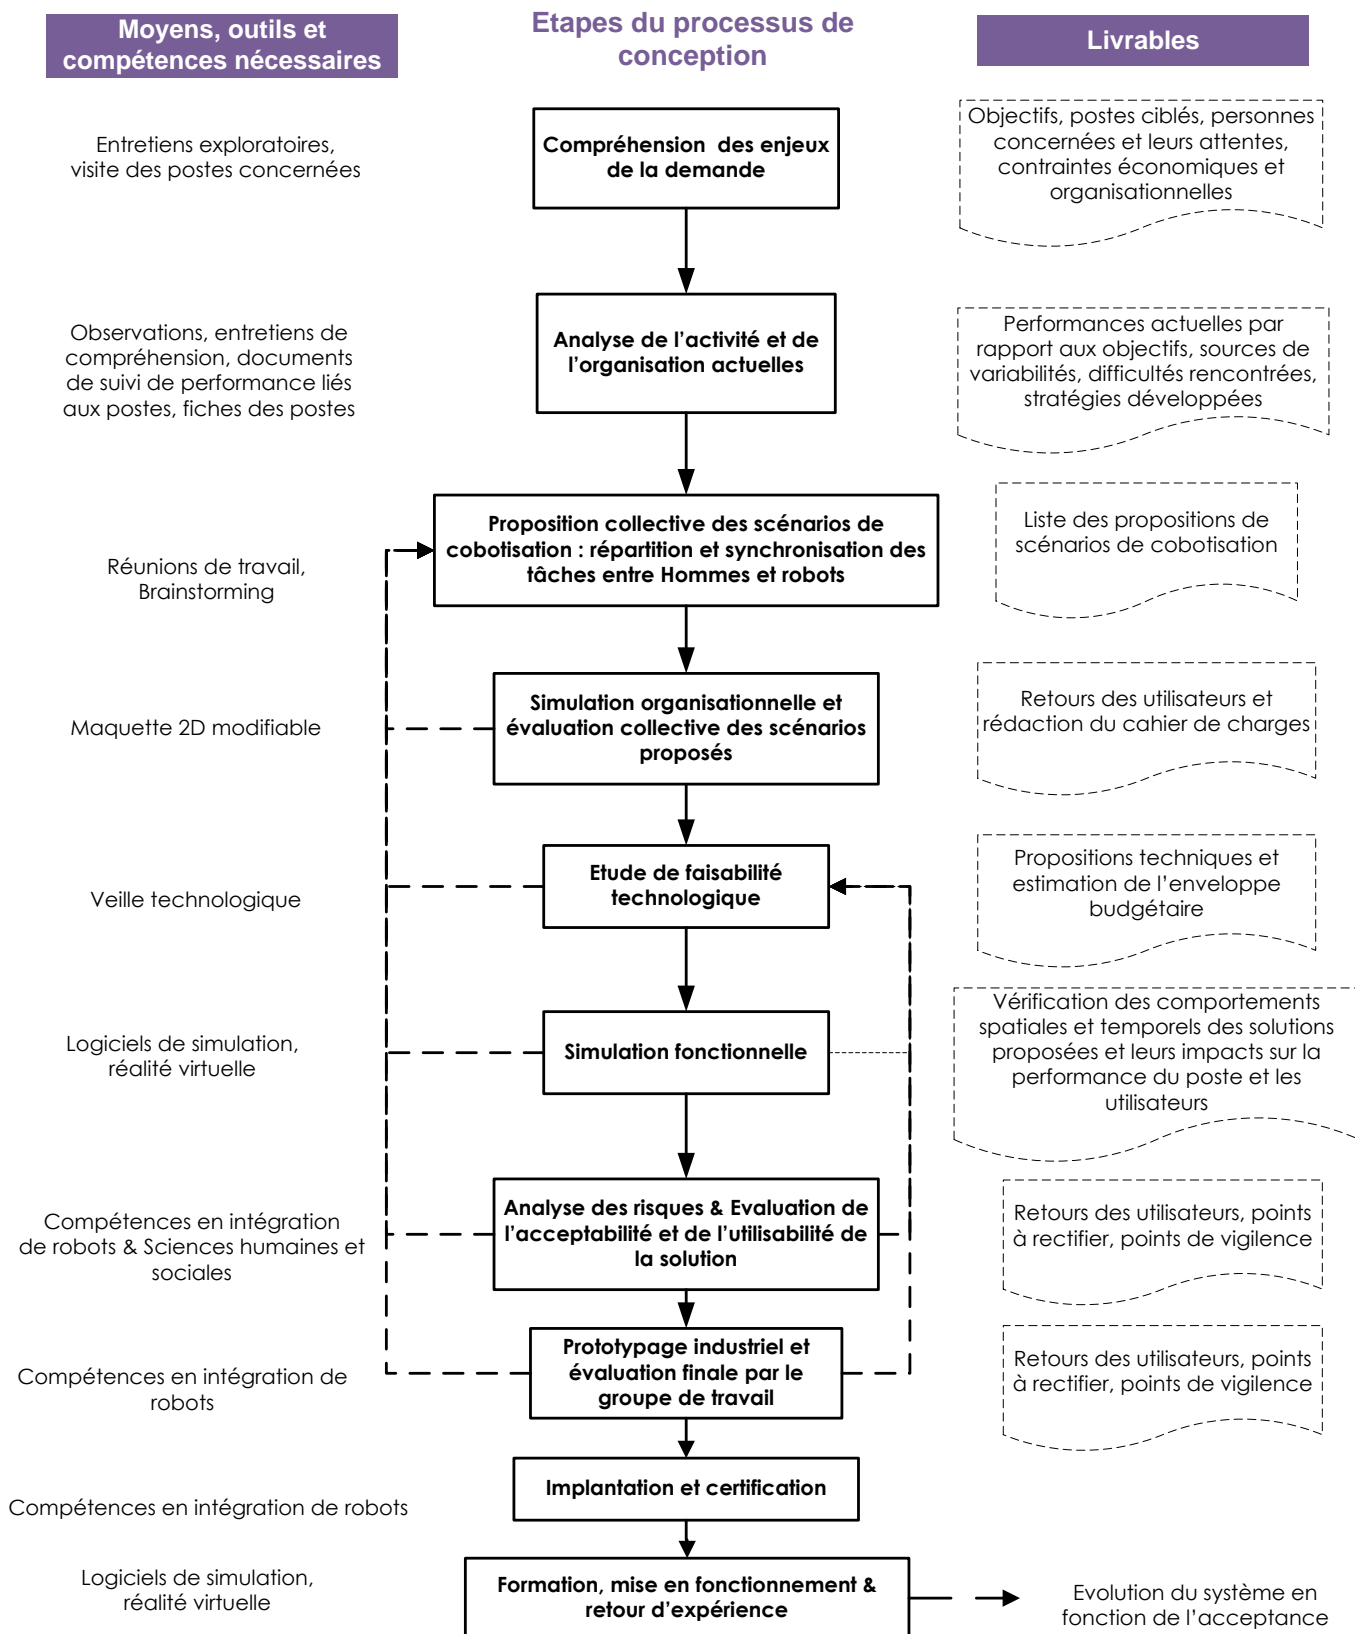 Moyens, outils et
compétences nécessaires
Etapes du processus de
conception
Livrables
Entretiens exploratoires,
visite des postes concernées
Compréhension des enjeux
de la demande
Objectifs, postes ciblés, personnes
concernées et leurs attentes,
contraintes économiques et
organisationnelles
Observations, entretiens de
compréhension, documents
de suivi de performance liés
aux postes, fiches des postes
Analyse de l'activité et de
l'organisation actuelles
Performances actuelles par
rapport aux objectifs, sources de
variabilités, difficultés rencontrées,
stratégies développées
Réunions de travail,
Brainstorming
Proposition collective des scénarios de
cobotisation : répartition et synchronisation des
tâches entre Hommes et robots
Liste des propositions de
scénarios de cobotisation
Maquette 2D modifiable
Simulation organisationnelle et
évaluation collective des scénarios
proposés
Retours des utilisateurs et
rédaction du cahier de charges
Veille technologique
Etude de faisabilité
technologique
Propositions techniques et
estimation de l'enveloppe
budgétaire
Logiciels de simulation,
réalité virtuelle
Simulation fonctionnelle
Vérification des comportements
spatiales et temporels des solutions
proposées et leurs impacts sur la
performance du poste et les
utilisateurs
Compétences en intégration
de robots & Sciences humaines et
sociales
Analyse des risques & Evaluation de
l'acceptabilité et de l'utilisabilité de
la solution
Retours des utilisateurs, points
à rectifier, points de vigilence
Compétences en intégration de
robots
Prototypage industriel et
évaluation finale par le
groupe de travail
Retours des utilisateurs, points
à rectifier, points de vigilence
Compétences en intégration de robots
Implantation et certification
Logiciels de simulation,
réalité virtuelle
Formation, mise en fonctionnement &
retour d'expérience
Evolution du système en
fonction de l'acceptance